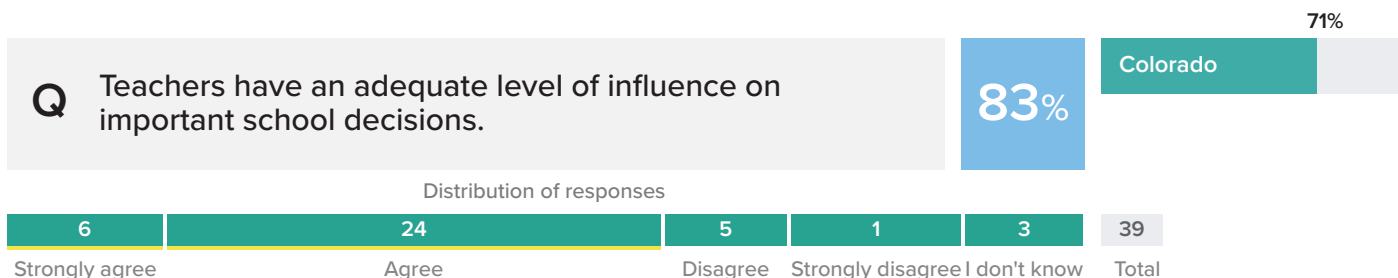 71%
Q
Teachers have an adequate level of influence on
important school decisions.
83%
Colorado
Distribution of responses
6 24 5 1 3 39
Strongly agree Agree Disagree Strongly disagree I don't know Total